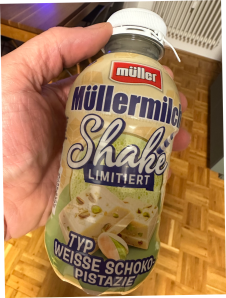 müller
Müllermilch
Shake
LIMITIERT
TYP
WEISSE SCHOKO-
PISTAZIE